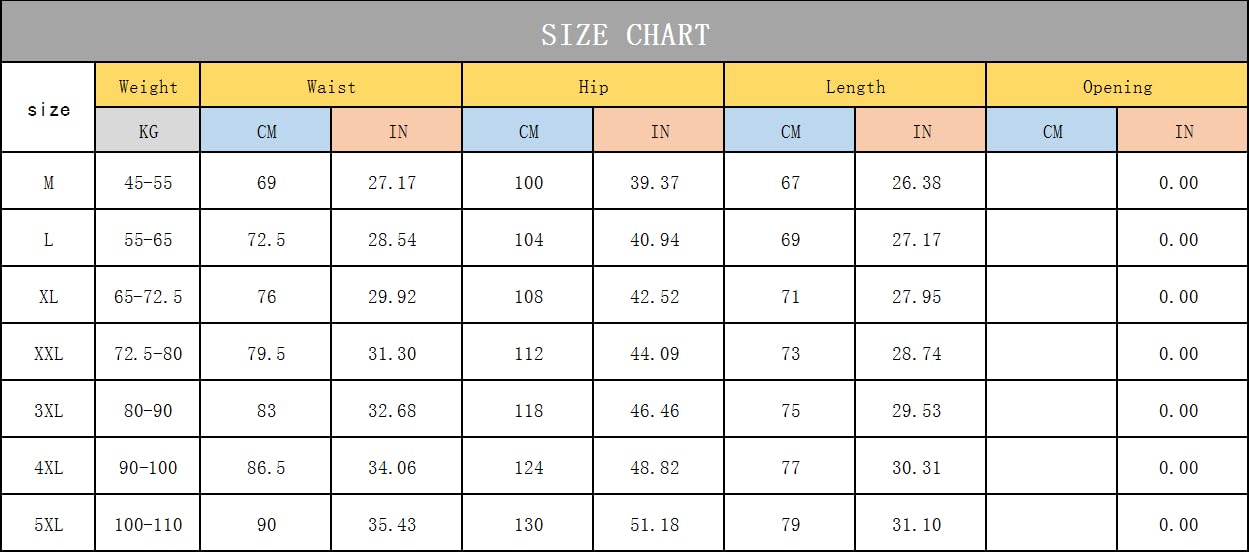 SIZE CHART
size Weight Waist Hip Length Opening
KG CM IN CM IN CM IN CM IN
M 45-55 69 27.17 100 39.37 67 26.38 0.00
L 55-65 72.5 28.54 104 40.94 69 27.17 0.00
XL 65-72.5 76 29.92 108 42.52 71 27.95 0.00
XXL 72.5-80 79.5 31.30 112 44.09 73 28.74 0.00
3XL 80-90 83 32.68 118 46.46 75 29.53 0.00
4XL 90-100 86.5 34.06 124 48.82 77 30.31 0.00
5XL 100-110 90 35.43 130 51.18 79 31.10 0.00